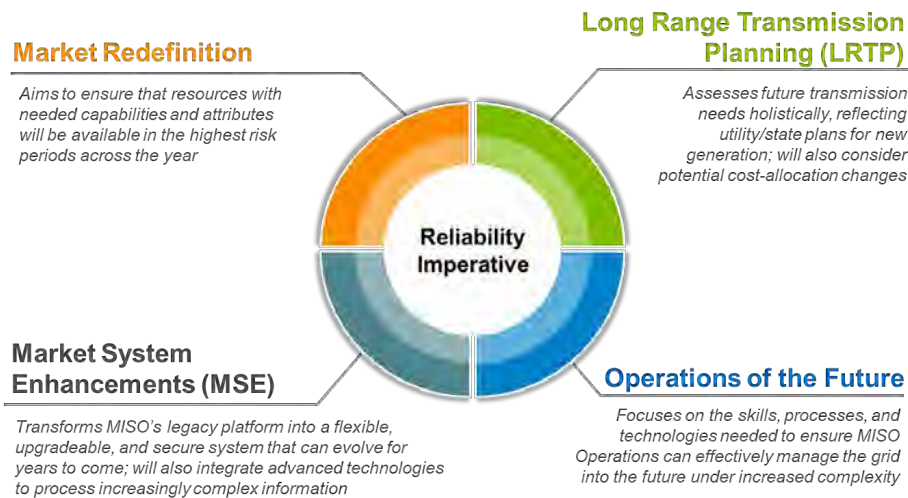 Market Redefinition
Aims to ensure that resources with
needed capabilities and attributes
will be available in the highest risk
periods across the year
Long Range Transmission
Planning (LRTP)
Assesses future transmission
needs holistically, reflecting
utility/state plans for new
generation; will also consider
potential cost-allocation changes
Reliability
Imperative
Market System
Enhancements (MSE)
Transforms MISO's legacy platform into a flexible,
upgradeable, and secure system that can evolve for
years to come; will also integrate advanced technologies
to process increasingly complex information
Operations of the Future
Focuses on the skills, processes, and
technologies needed to ensure MISO
Operations can effectively manage the grid
into the future under increased complexity